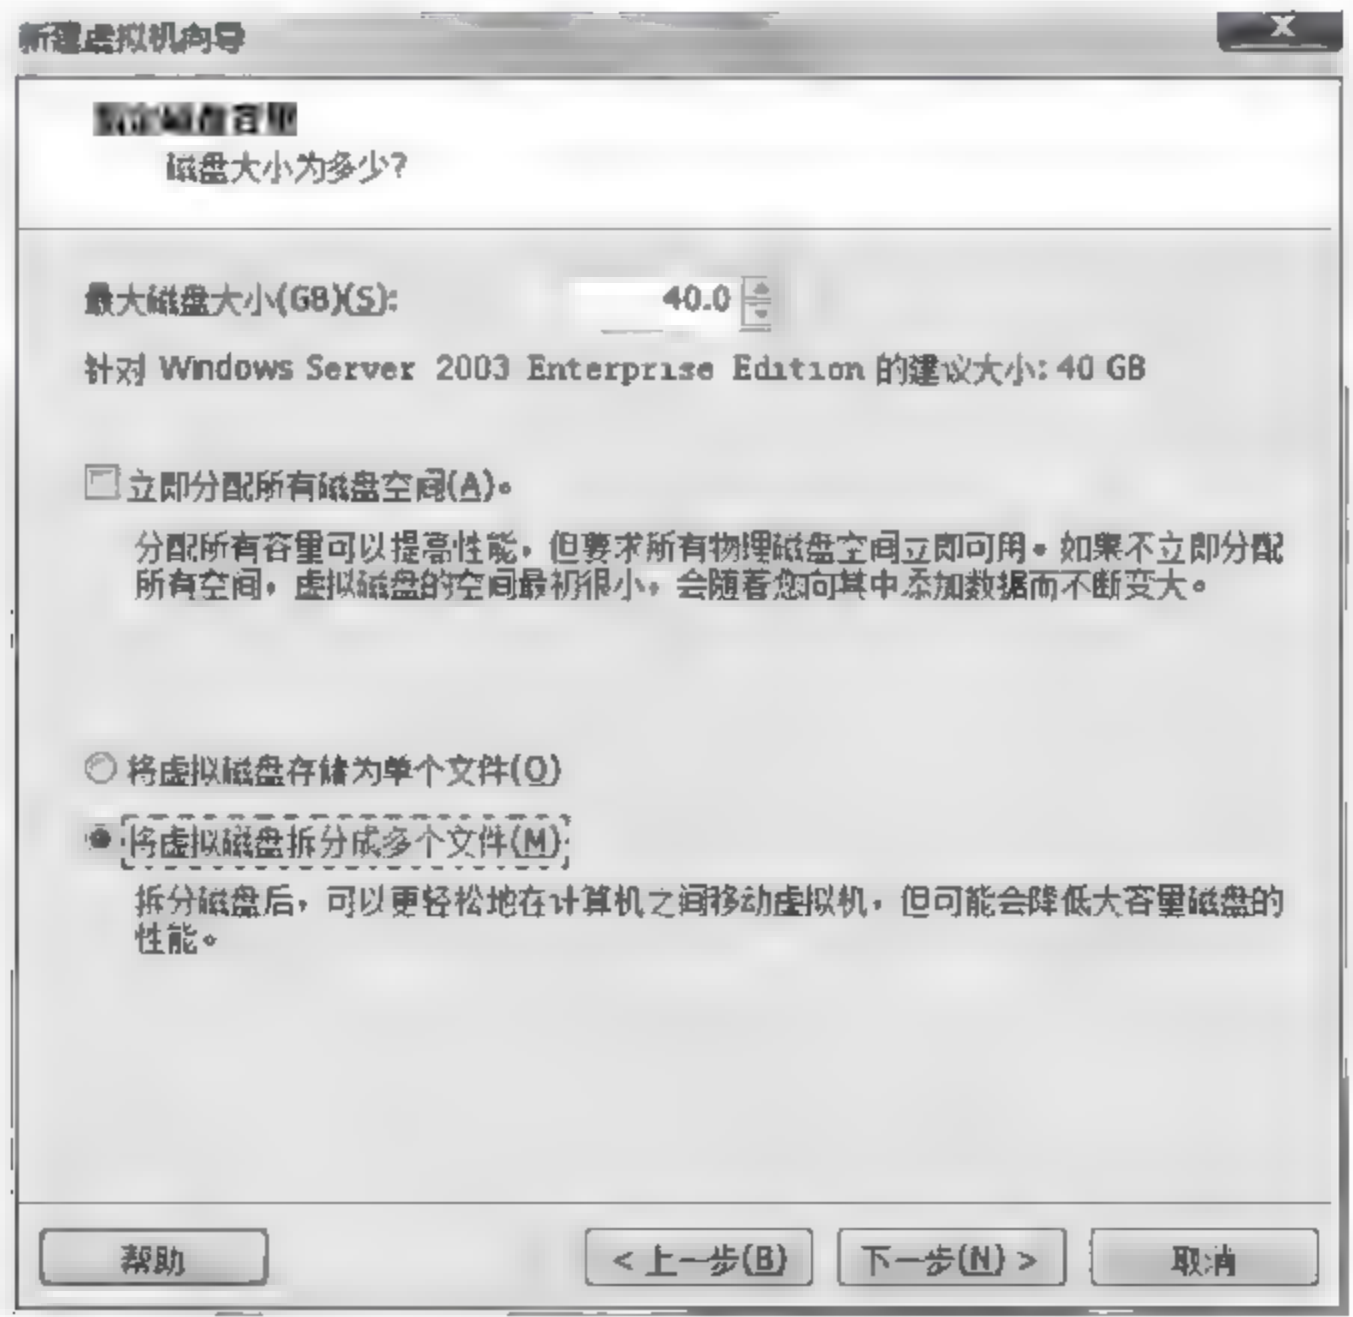 新建虚拟机向导
X
指定磁盘容量
磁盘大小为多少?
最大磁盘大小(GB)(S):
40.0
针对 Windows Server 2003 Enterprise Edition 的建议大小: 40 GB
立即分配所有磁盘空间(A)。
分配所有容量可以提高性能，但要求所有物理磁盘空间立即可用。如果不立即分配
所有空间，虚拟磁盘的空间最初很小，会随着您向其中添加数据而不断变大。
将虚拟磁盘存储为单个文件(O)
将虚拟磁盘拆分成多个文件(M)
拆分磁盘后，可以更轻松地在计算机之间移动虚拟机，但可能会降低大容量磁盘的
性能。
帮助
< 上一步(B)
下一步(N) >
取消